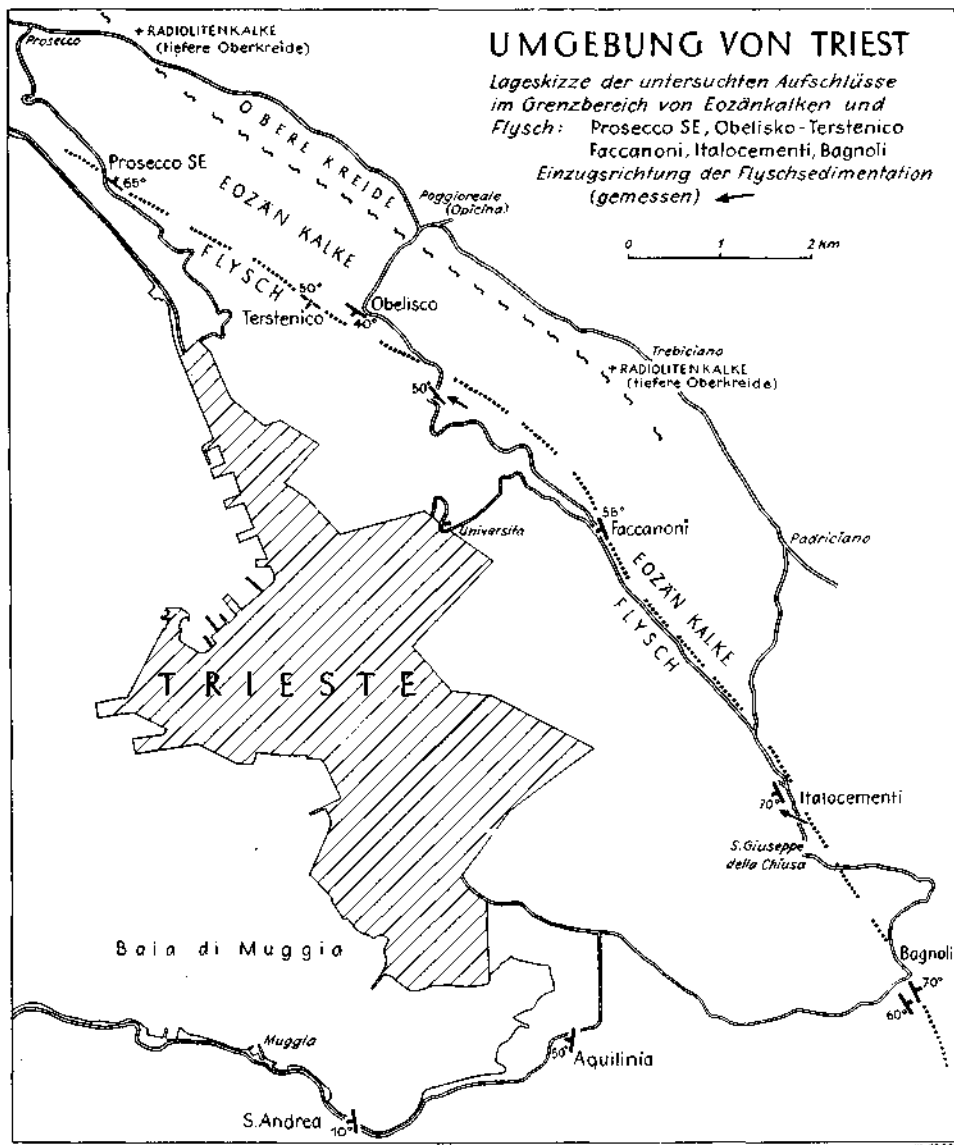 UMGEBUNG VON TRIEST
Lageskizze der untersuchten Aufschlüsse
im Grenzbereich von Eozänkalken und
Flysch: Prosecco SE, Obelisko-Terstenico
Faccanoni, Italocementi, Bagnoli
Einzugsrichtung der Flyschsedimentation
(gemessen)
0 1 2 Km
Prosecco
+ RADIOLITENKALKE
(tiefere Oberkreide)
OBERE KREIDE
Prosecco SE
65°
EOZÄN KALKE
Poggioreale
(Opicina)
FLYSCH
50°
Terstenico
Obelisco
40°
Trebiciano
+ RADIOLITENKALKE
(tiefere Oberkreide)
50°
Universita
55°
Faccanoni
Padriciano
EOZÄN KALKE
FLYSCH
TRIESTE
Italocementi
70°
S. Giuseppe
della Chiusa
Baia di Muggia
Bagnoli
70°
60°
Muggia
50°
Aquilinia
S. Andrea
10°